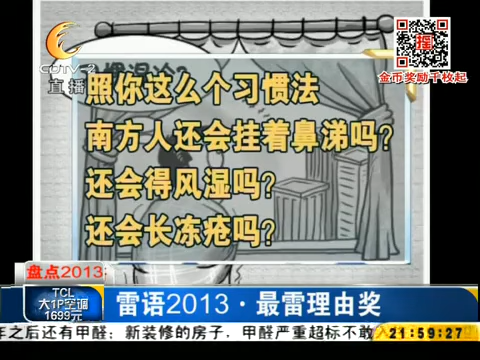 CDTV-2
直播
摇
金币奖励千枚起
照你这么个习惯法
南方人还会挂着鼻涕吗?
还会得风湿吗?
还会长冻疮吗?
盘点2013
TCL
大1P空调
1699元
雷语2013·最雷理由奖
年之后还有甲醛;新装修的房子,甲醛严重超标不敢入
21:59:27